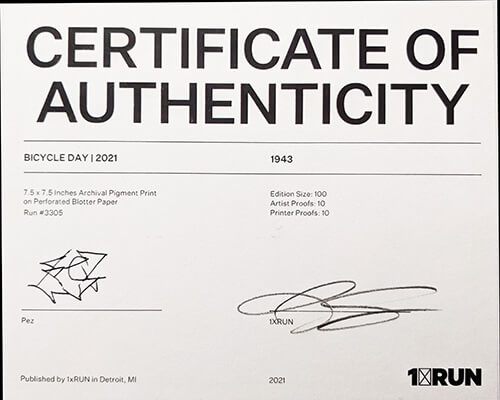 CERTIFICATE OF
AUTHENTICITY
BICYCLE DAY | 2021
1943
7.5 x 7.5 Inches Archival Pigment Print
on Perforated Blotter Paper
Run #3305
Edition Size: 100
Artist Proofs: 10
Printer Proofs: 10
Pez
1XRUN
Published by 1xRUN in Detroit, MI
2021
1XRUN